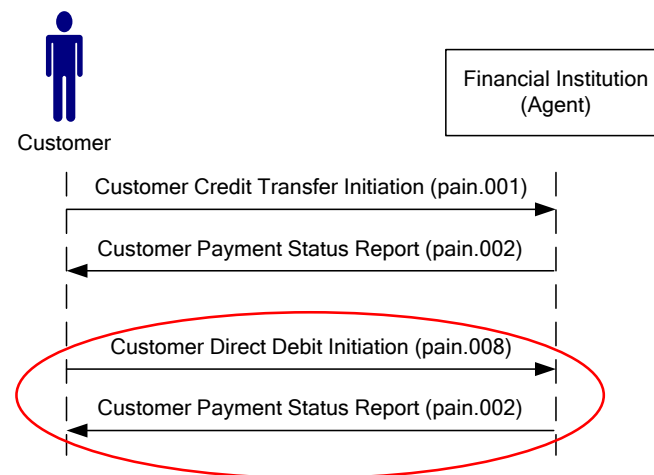 Financial Institution
(Agent)
Customer
Customer Credit Transfer Initiation (pain.001)
Customer Payment Status Report (pain.002)
Customer Direct Debit Initiation (pain.008)
Customer Payment Status Report (pain.002)